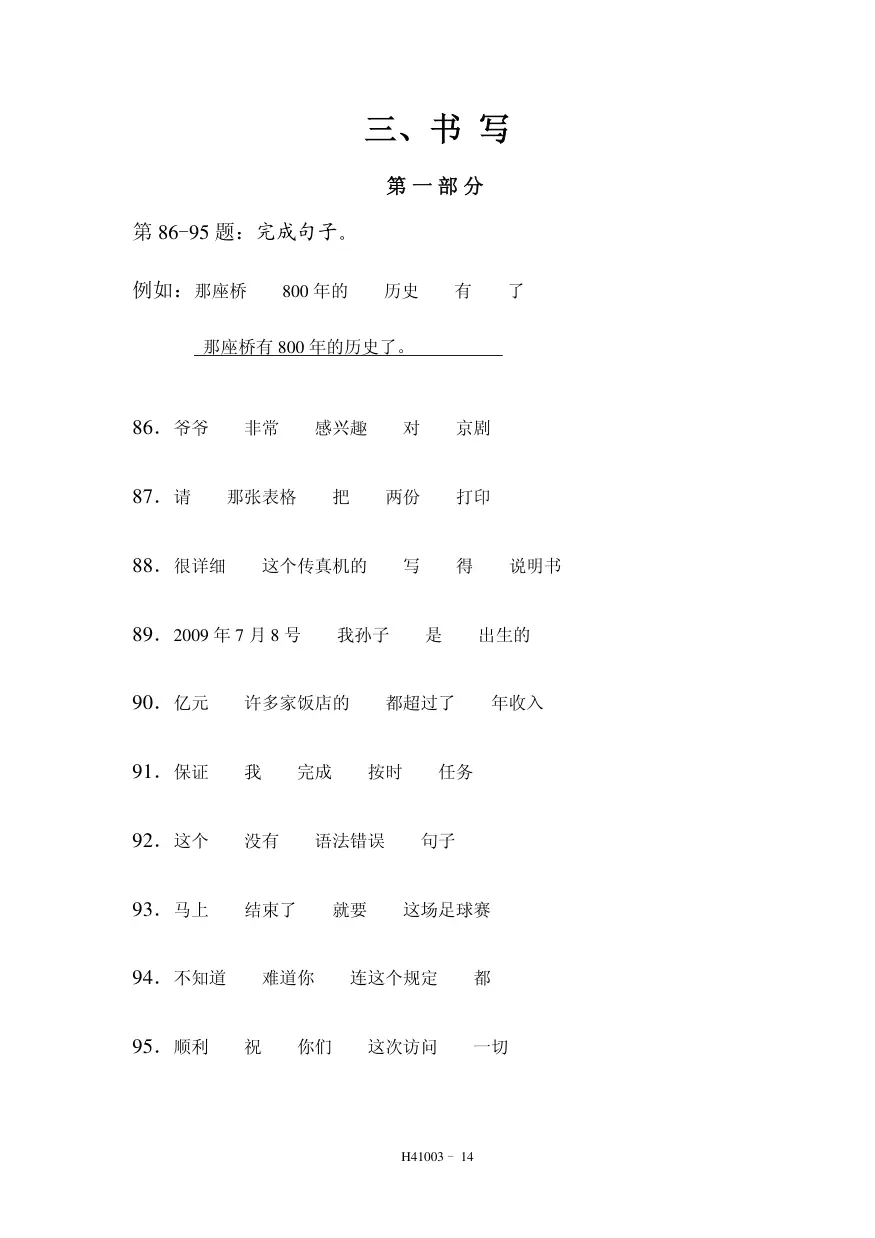 三、书 写
第 一 部 分
第 86-95 题：完成句子。
例如：那座桥 800 年的 历史 有 了
那座桥有 800 年的历史了。
86．爷爷 非常 感兴趣 对 京剧
87．请 那张表格 把 两份 打印
88．很详细 这个传真机的 写 得 说明书
89．2009 年 7 月 8 号 我孙子 是 出生的
90．亿元 许多家饭店的 都超过了 年收入
91．保证 我 完成 按时 任务
92．这个 没有 语法错误 句子
93．马上 结束了 就要 这场足球赛
94．不知道 难道你 连这个规定 都
95．顺利 祝 你们 这次访问 一切
H41003﹣ 14